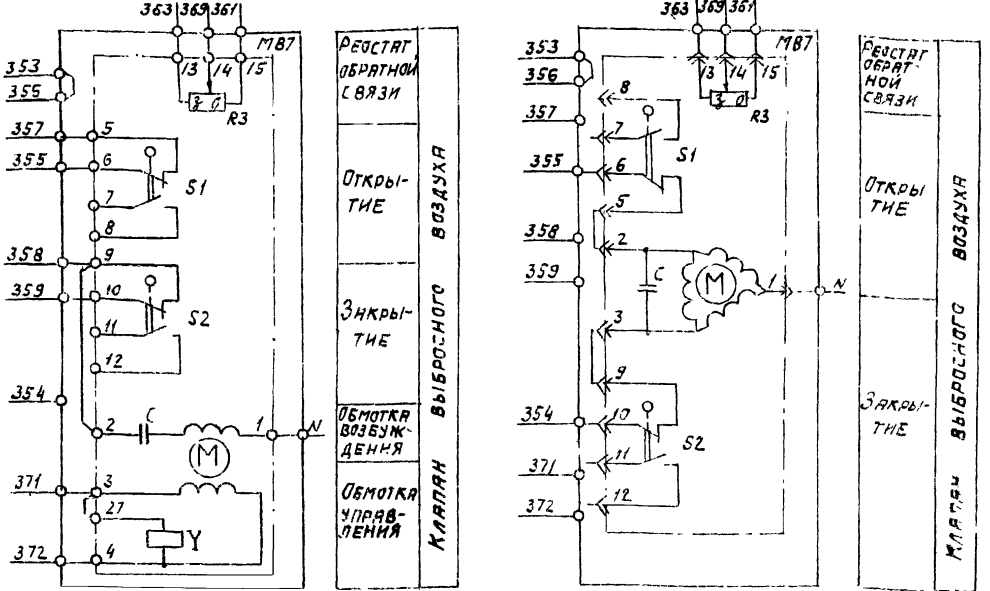 363 369 361
М87
13 14 15
З О
R3
353
355
357
355
358
359
354
371
372
5
6
7
8
S1
9
10
11
12
S2
2
C
1
N
M
3
27
Y
4
РЕОСТАТ
ОБРАТНОЙ
СВЯЗИ
ОТКРЫ-
ТИЕ
ЗАКРЫ-
ТИЕ
ОБМОТКА
ВОЗБУЖ-
ДЕНИЯ
ОБМОТКА
УПРАВ-
ЛЕНИЯ
КЛАПАН ВЫБРОСНОГО ВОЗДУХА
363 369 361
М87
13 14 15
З О
R3
353
356
357
355
358
359
354
371
372
8
7
6
5
S1
2
C
M
1
N
3
9
10
11
12
S2
РЕОСТАТ
ОБРАТ-
НОЙ
СВЯЗИ
ОТКРЫ
ТИЕ
ЗАКРЫ-
ТИЕ
КЛАПАН ВЫБРОСНОГО ВОЗДУХА